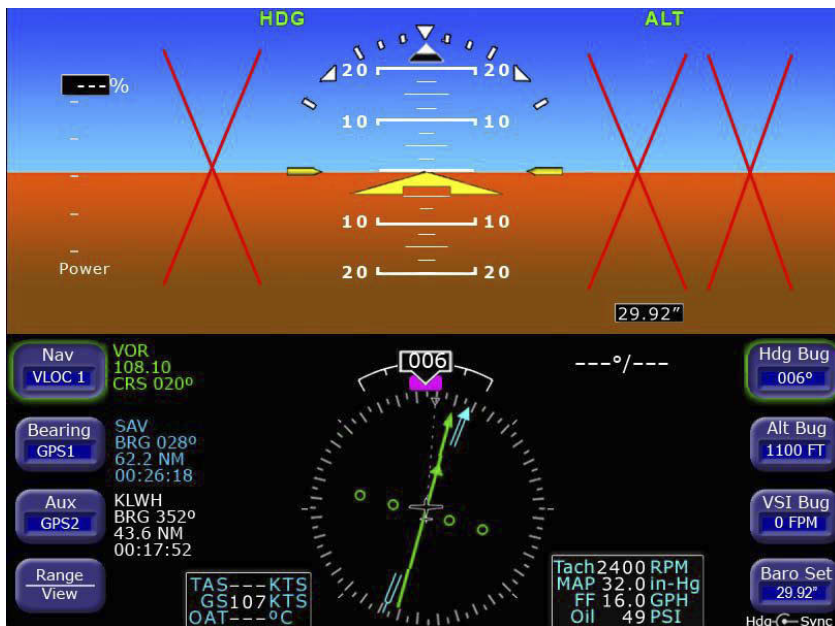 HDG
ALT
---%
20 20
10 10
10 10
20 20
Power
29.92"
Nav
VLOC 1
VOR
108.10
CRS 020º
006
---º/---
Hdg Bug
006º
Bearing
GPS1
SAV
BRG 028º
62.2 NM
00:26:18
Alt Bug
1100 FT
Aux
GPS2
KLWH
BRG 352º
43.6 NM
00:17:52
VSI Bug
0 FPM
Range
View
TAS---KTS
GS107KTS
OAT---ºC
Tach2400 RPM
MAP 32.0 in-Hg
FF 16.0 GPH
Oil 49 PSI
Baro Set
29.92"
Hdg Sync